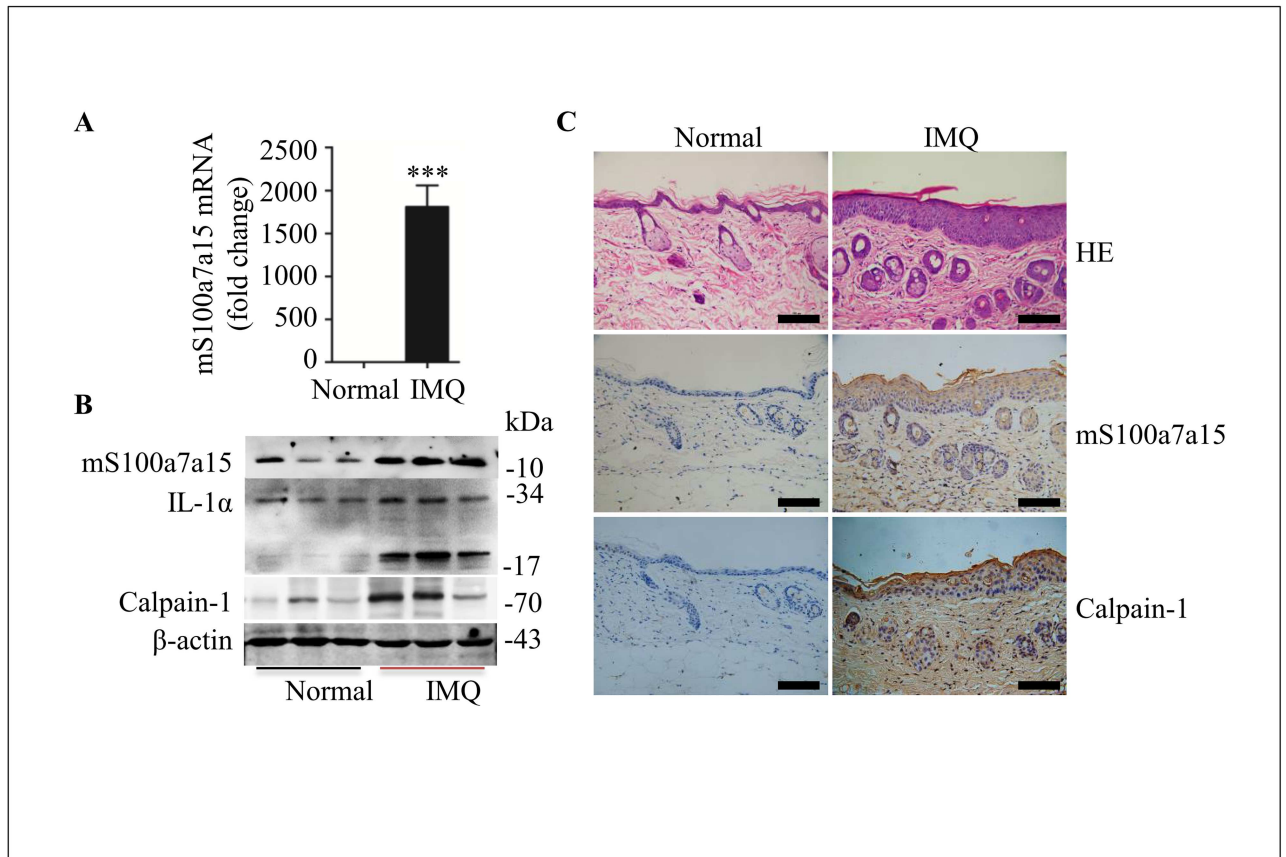 A
mS100a7a15 mRNA
(fold change)
2500
2000
1500
1000
500
0
***
Normal IMQ
B
kDa
mS100a7a15
-10
IL-1α
-34
-17
Calpain-1
-70
β-actin
-43
Normal IMQ
C
Normal IMQ
HE
mS100a7a15
Calpain-1